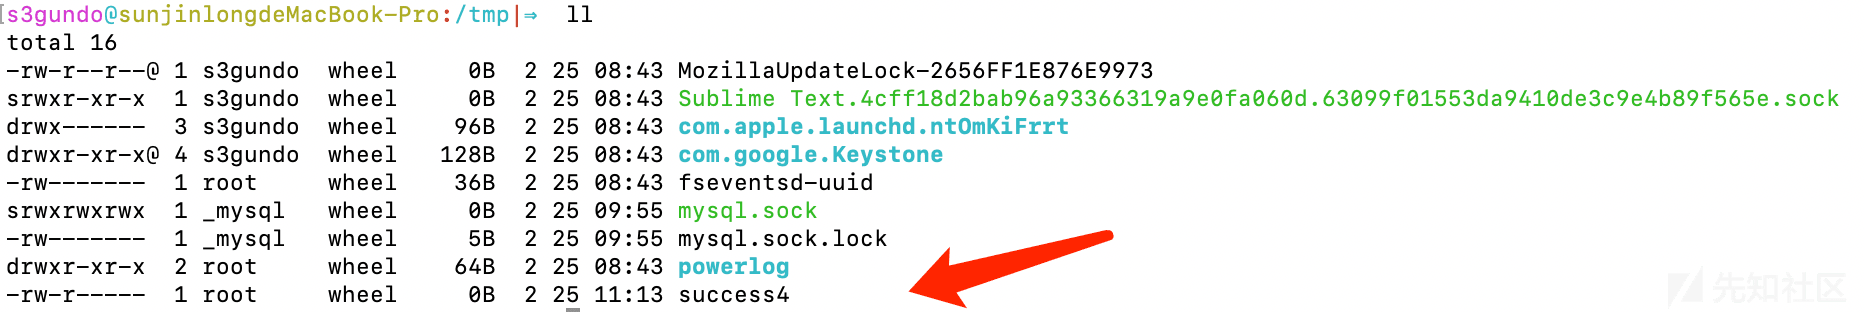 [s3gundo@sunjinlongdeMacBook-Pro:/tmp|⇒  ll
total 16
-rw-r--r--@ 1 s3gundo  wheel     0B  2 25 08:43 MozillaUpdateLock-2656FF1E876E9973
srwxr-xr-x  1 s3gundo  wheel     0B  2 25 08:43 Sublime Text.4cff18d2bab96a93366319a9e0fa060d.63099f01553da9410de3c9e4b89f565e.sock
drwx------  3 s3gundo  wheel    96B  2 25 08:43 com.apple.launchd.ntOmKiFrrt
drwxr-xr-x@ 4 s3gundo  wheel   128B  2 25 08:43 com.google.Keystone
-rw-------  1 root     wheel    36B  2 25 08:43 fseventsd-uuid
srwxrwxrwx  1 _mysql   wheel     0B  2 25 09:55 mysql.sock
-rw-------  1 _mysql   wheel     5B  2 25 09:55 mysql.sock.lock
drwxr-xr-x  2 root     wheel    64B  2 25 08:43 powerlog
-rw-r-----  1 root     wheel     0B  2 25 11:13 success4
先知社区